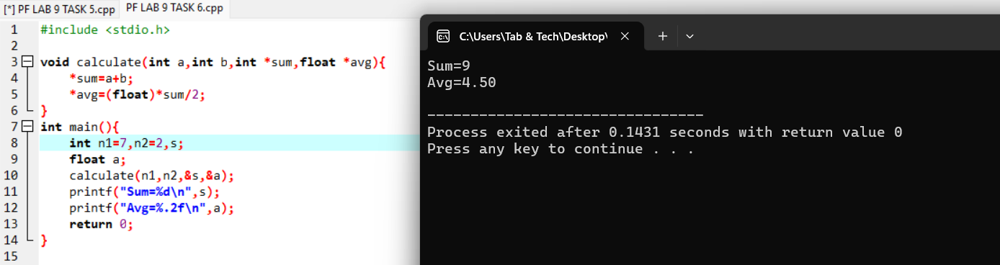 [*] PF LAB 9 TASK 5.cpp PF LAB 9 TASK 6.cpp
1 #include <stdio.h>
2
3 void calculate(int a,int b,int *sum,float *avg){
4 *sum=a+b;
5 *avg=(float)*sum/2;
6 }
7 int main(){
8 int n1=7,n2=2,s;
9 float a;
10 calculate(n1,n2,&s,&a);
11 printf("Sum=%d\n",s);
12 printf("Avg=%.2f\n",a);
13 return 0;
14 }
15
C:\Users\Tab & Tech\Desktop\
Sum=9
Avg=4.50
--------------------------------
Process exited after 0.1431 seconds with return value 0
Press any key to continue . . .